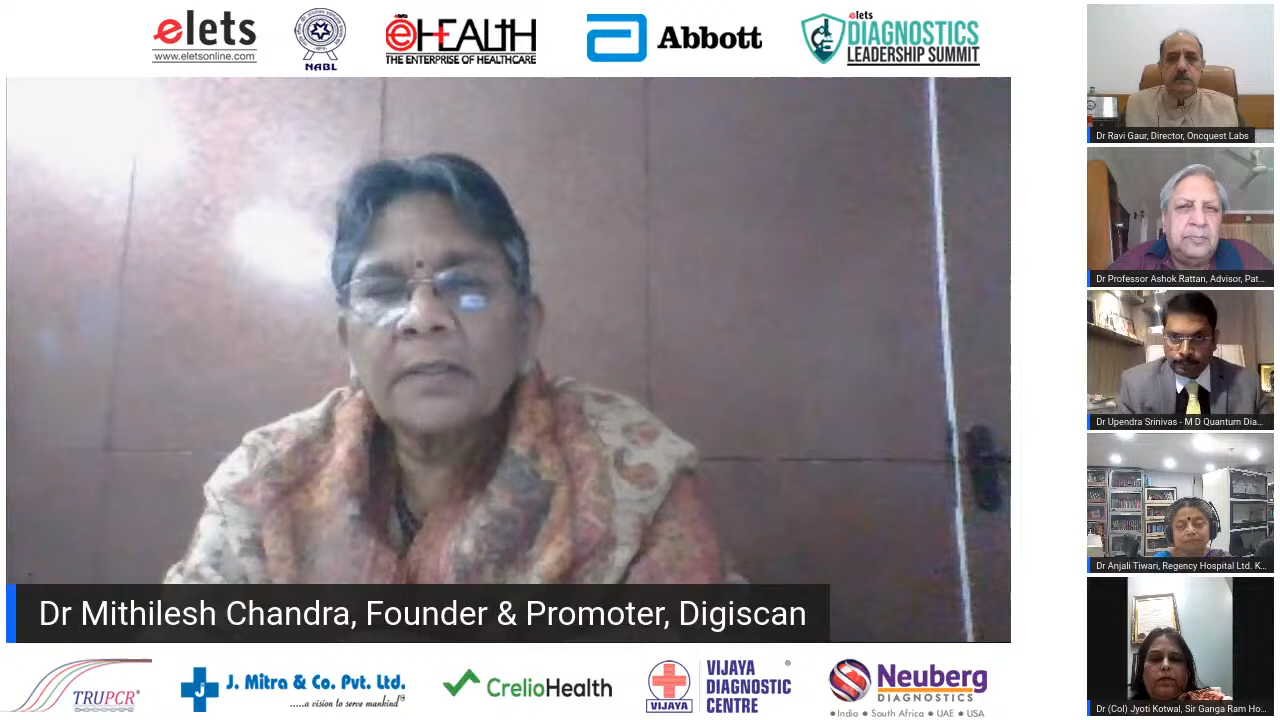 elets
www.eletsonline.com
NABL
eHEALTH
THE ENTERPRISE OF HEALTHCARE
Abbott
elets
DIAGNOSTICS
LEADERSHIP SUMMIT
Dr Ravi Gaur, Director, Oncquest Labs
Dr Professor Ashok Rattan, Advisor, Pat...
Dr Upendra Srinivas - M D Quantum Dia...
Dr Anjali Tiwari, Regency Hospital Ltd. K...
Dr (Col) Jyoti Kotwal, Sir Ganga Ram Ho...
Dr Mithilesh Chandra, Founder & Promoter, Digiscan
TRUPCR®
J. Mitra & Co. Pvt. Ltd.
.....a vision to serve mankind
CrelioHealth
VIJAYA
VIJAYA ®
DIAGNOSTIC
CENTRE
Neuberg
DIAGNOSTICS
• India • South Africa • UAE • USA